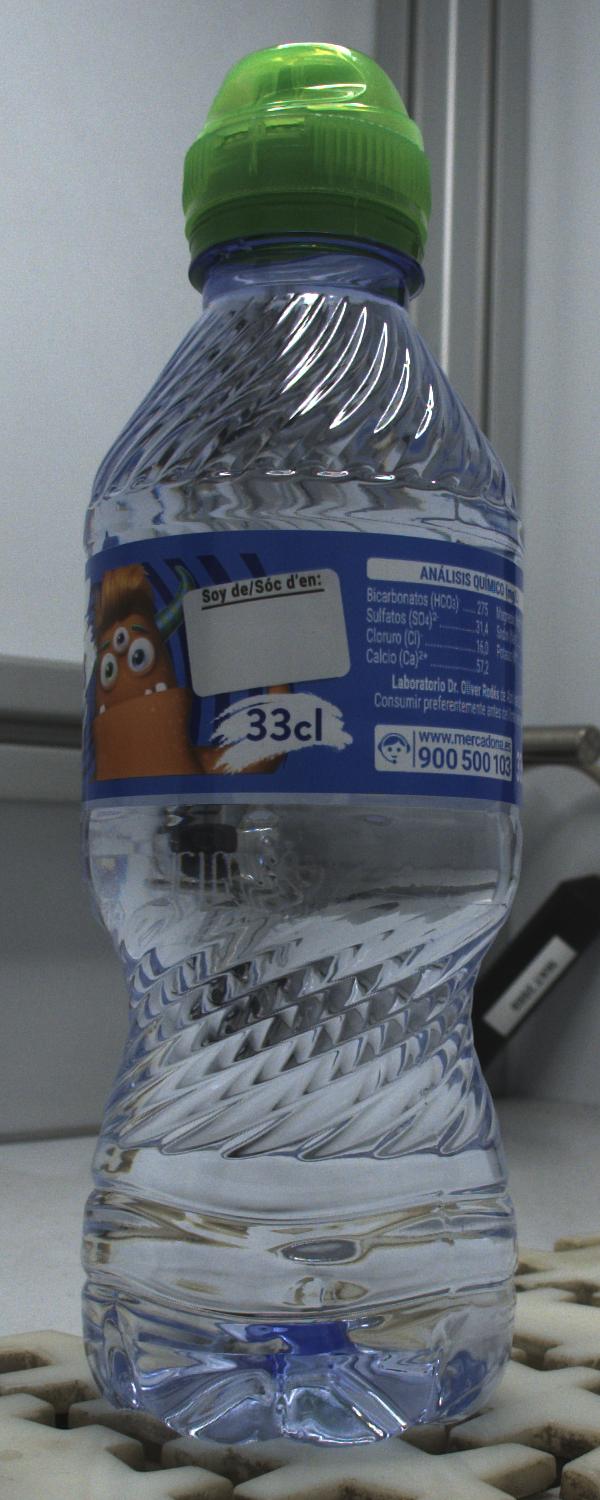 Soy de/Sóc d'en:
33cl
ANÁLISIS QUÍMICO
Bicarbonatos (HCO3) ..... 275
Sulfatos (SO4)2- ..... 31,4
Cloruro (Cl)- ..... 16,0
Calcio (Ca)2+ ..... 57,2
Laboratorio Dr. Oliver Rodés
Consumir preferentemente antes
www.mercadona.es
900 500 103